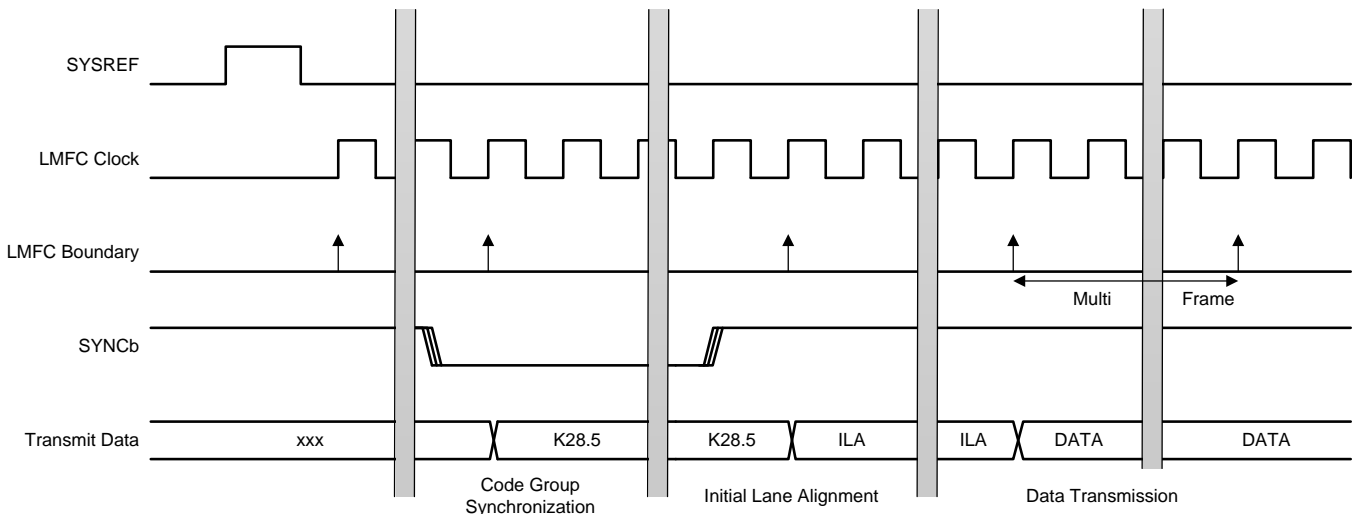 SYSREF
LMFC Clock
LMFC Boundary
Multi Frame
SYNCb
Transmit Data
xxx K28.5 K28.5 ILA ILA DATA DATA
Code Group
Synchronization
Initial Lane Alignment
Data Transmission